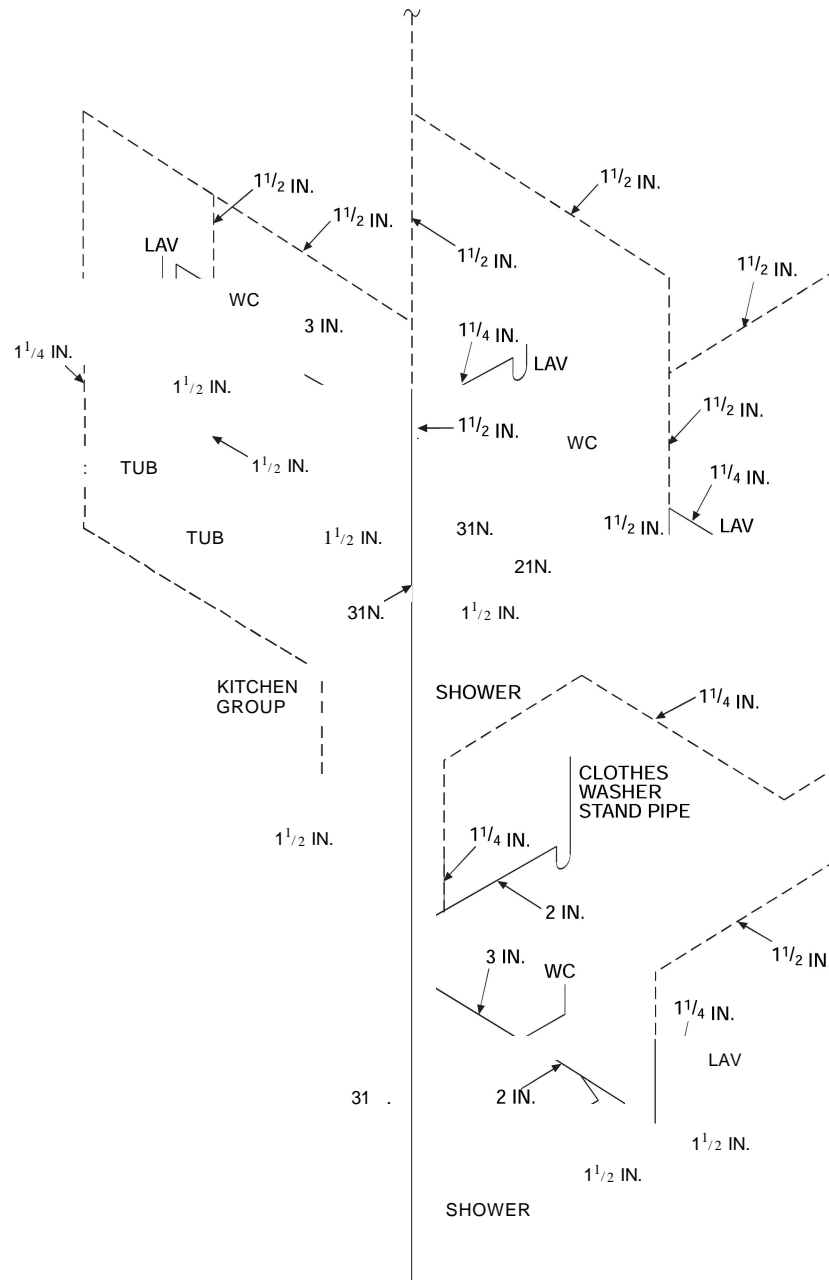 1 1/2 IN.
1 1/2 IN.
1 1/2 IN.
LAV
1 1/2 IN.
1 1/2 IN.
WC
3 IN.
1 1/4 IN.
1 1/4 IN.
LAV
1 1/2 IN.
1 1/2 IN.
1 1/2 IN.
WC
TUB
1 1/2 IN.
1 1/4 IN.
TUB
1 1/2 IN.
31N.
1 1/2 IN.
LAV
21N.
31N.
1 1/2 IN.
KITCHEN
GROUP
SHOWER
1 1/4 IN.
CLOTHES
WASHER
STAND PIPE
1 1/2 IN.
1 1/4 IN.
2 IN.
3 IN.
WC
1 1/2 IN.
1 1/4 IN.
LAV
31 .
2 IN.
1 1/2 IN.
1 1/2 IN.
SHOWER